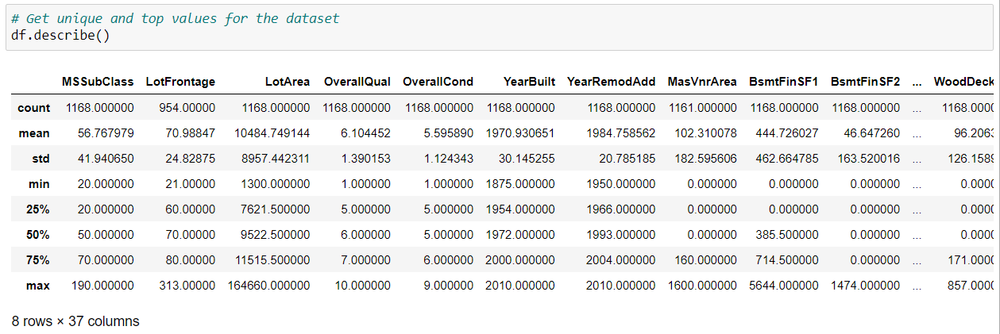 # Get unique and top values for the dataset
df.describe()
MSSubClass LotFrontage LotArea OverallQual OverallCond YearBuilt YearRemodAdd MasVnrArea BsmtFinSF1 BsmtFinSF2 ... WoodDeck
count 1168.000000 954.00000 1168.000000 1168.000000 1168.000000 1168.000000 1168.000000 1161.000000 1168.000000 1168.000000 ... 1168.0000
mean 56.767979 70.98847 10484.749144 6.104452 5.595890 1970.930651 1984.758562 102.310078 444.726027 46.647260 ... 96.2063
std 41.940650 24.82875 8957.442311 1.390153 1.124343 30.145255 20.785185 182.595606 462.664785 163.520016 ... 126.1589
min 20.000000 21.00000 1300.000000 1.000000 1.000000 1875.000000 1950.000000 0.000000 0.000000 0.000000 ... 0.0000
25% 20.000000 60.00000 7621.500000 5.000000 5.000000 1954.000000 1966.000000 0.000000 0.000000 0.000000 ... 0.0000
50% 50.000000 70.00000 9522.500000 6.000000 5.000000 1972.000000 1993.000000 0.000000 385.500000 0.000000 ... 0.0000
75% 70.000000 80.00000 11515.500000 7.000000 6.000000 2000.000000 2004.000000 160.000000 714.500000 0.000000 ... 171.0000
max 190.000000 313.00000 164660.000000 10.000000 9.000000 2010.000000 2010.000000 1600.000000 5644.000000 1474.000000 ... 857.0000
8 rows × 37 columns